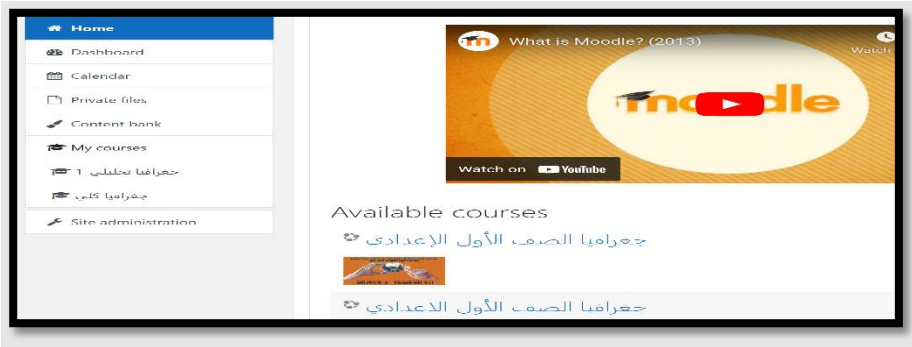 Home
Dashboard
Calendar
Private files
Content bank
My courses
جغرافيا تحليلي 1
جغرافيا كلي
Site administration
What is Moodle? (2013)
Watch
moodle
Watch on YouTube
Available courses
جغرافيا الصف الأول الإعدادي
جغرافيا الصف الأول الاعدادي